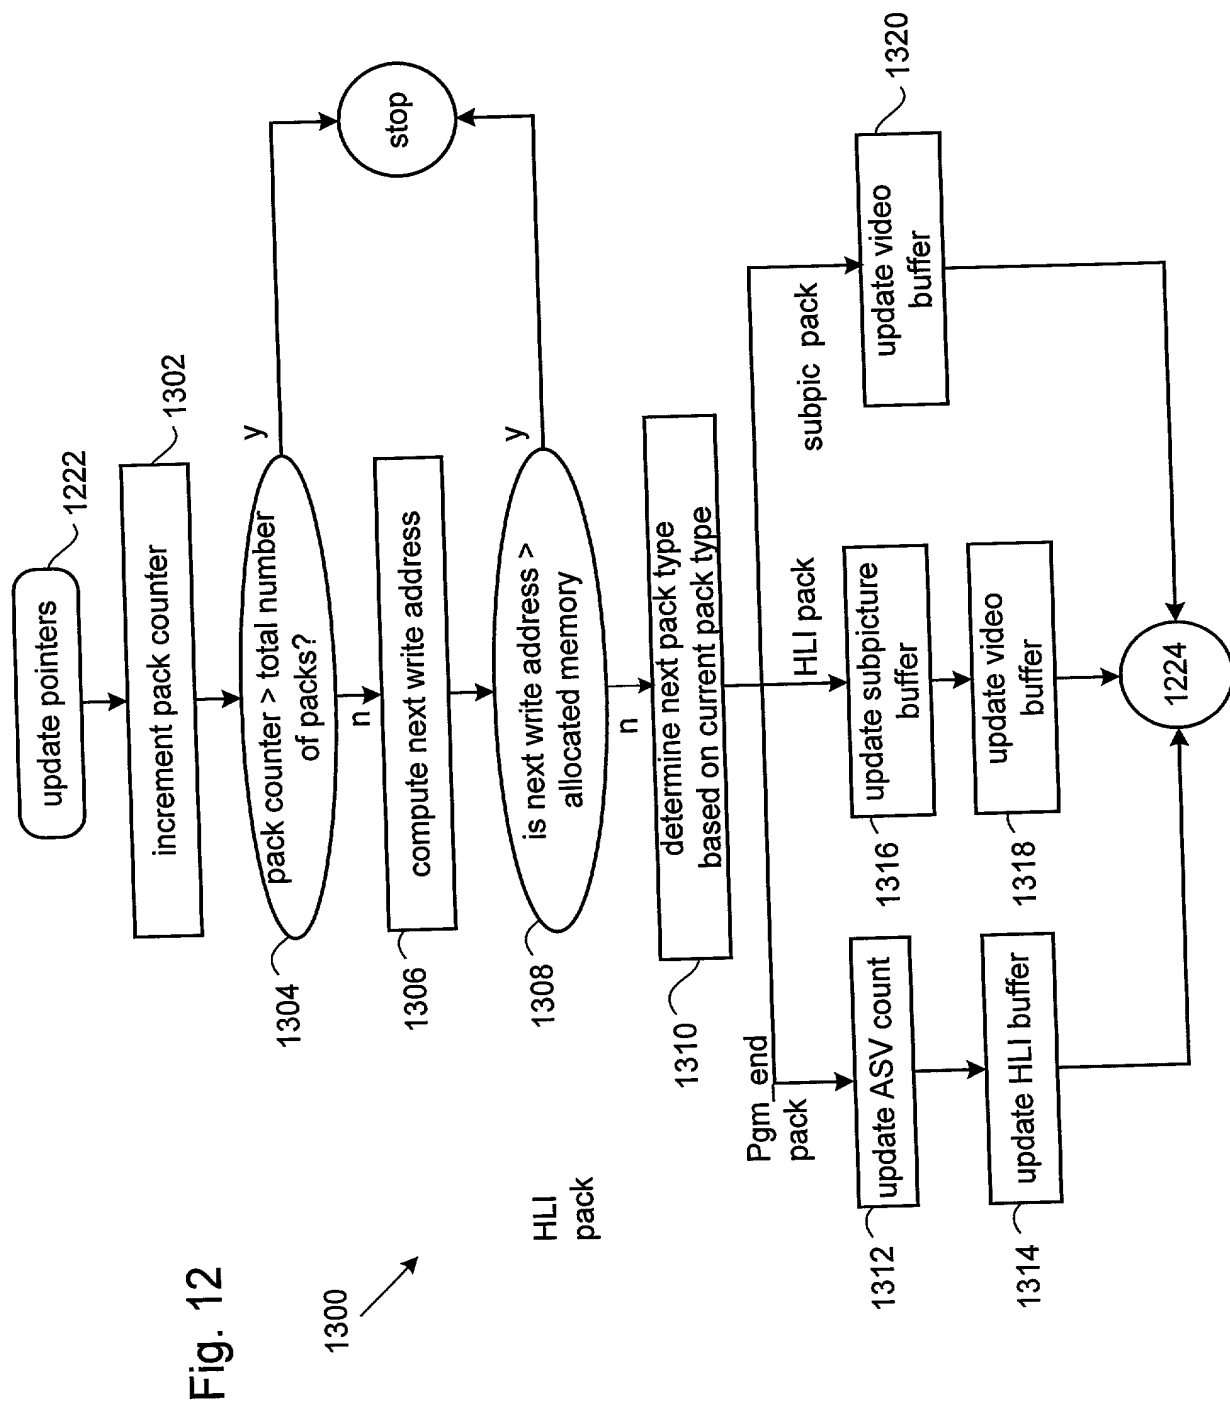 Fig. 12
1300
update pointers
1222
increment pack counter
1302
pack counter > total number
of packs?
1304
y
n
stop
compute next write address
1306
is next write address >
allocated memory
1308
y
n
HLI
pack
determine next pack type
based on current pack type
1310
Pgm_end
pack
HLI pack
subpic pack
update ASV count
1312
update HLI buffer
1314
update subpicture
buffer
1316
update video
buffer
1318
update video
buffer
1320
1224